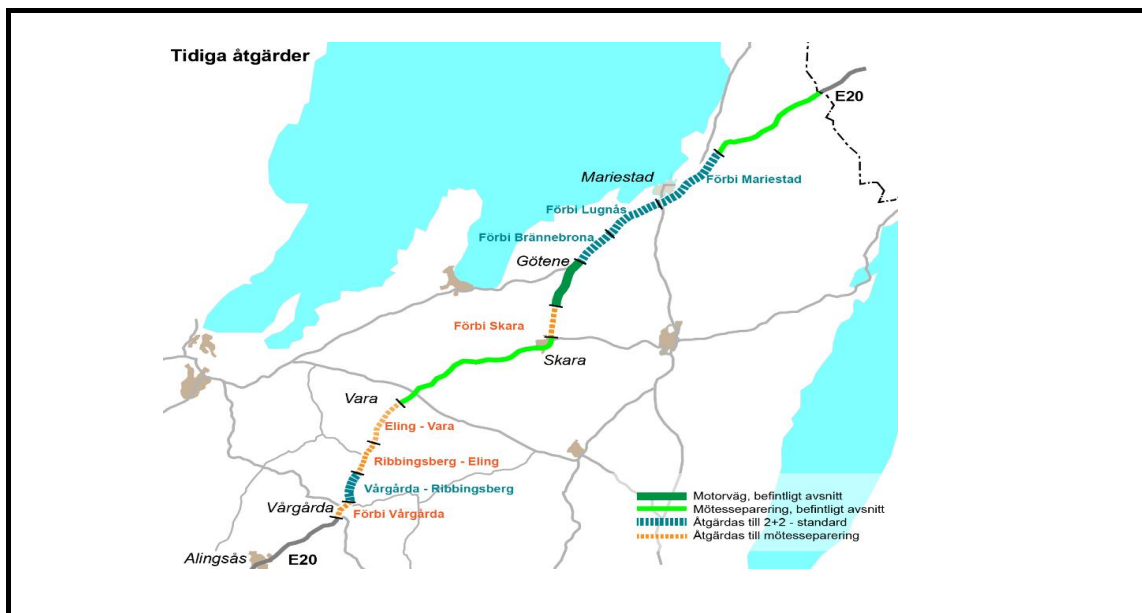 Tidiga åtgärder
E20
Mariestad
Förbi Mariestad
Förbi Lugnås
Förbi Brännebrona
Götene
Förbi Skara
Skara
Vara
Eling - Vara
Ribbingsberg - Eling
Vårgårda - Ribbingsberg
Vårgårda
Förbi Vårgårda
Alingsås
E20
Motorväg, befintligt avsnitt
Mötesseparering, befintligt avsnitt
Åtgärdas till 2+2 - standard
Åtgärdas till mötesseparering